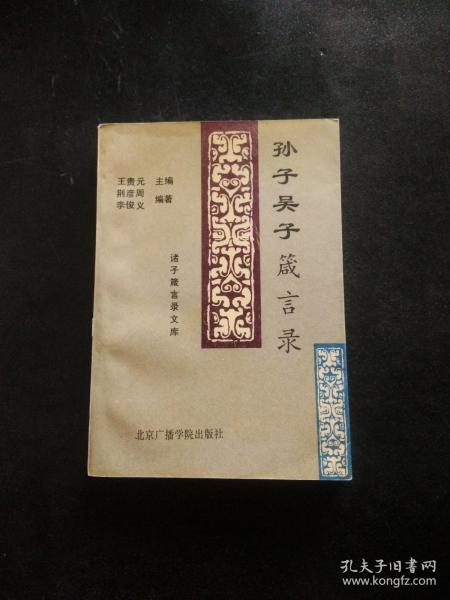 孙子吴子箴言录
王贵元 主编
荆彦周
李俊义 编著
诸子箴言录文库
北京广播学院出版社
孔夫子旧书网
www.kongfz.com